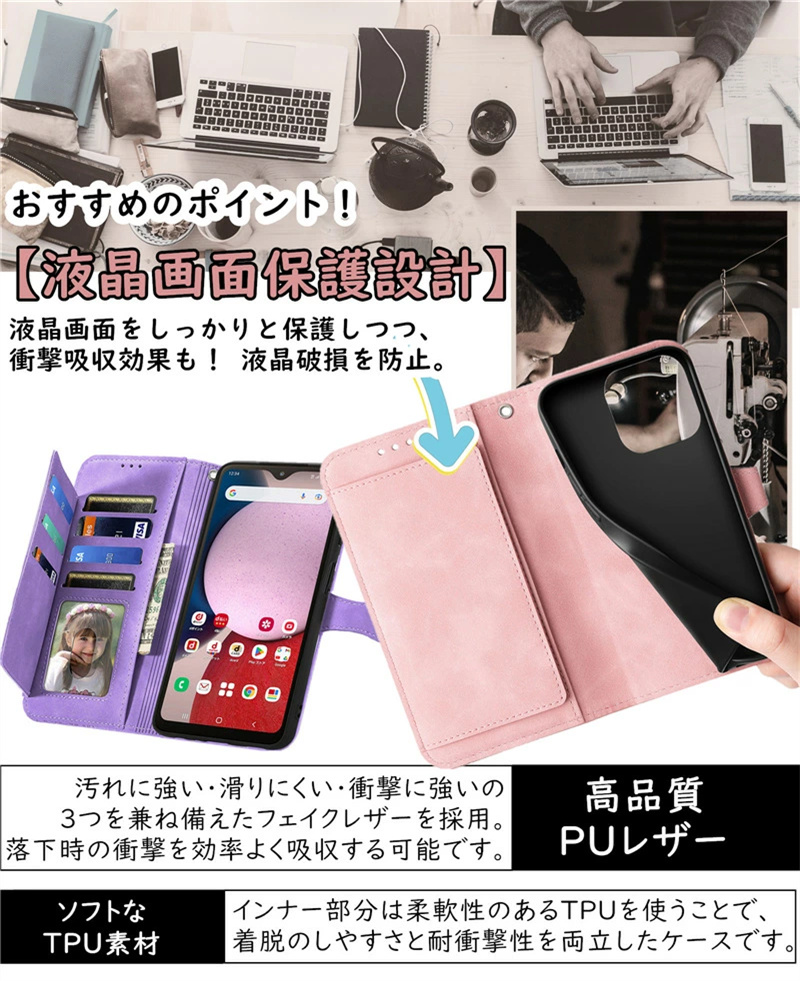 おすすめのポイント！
【液晶画面保護設計】
液晶画面をしっかりと保護しつつ、
衝撃吸収効果も！ 液晶破損を防止。
12:34
VISA
VISA
汚れに強い・滑りにくい・衝撃に強いの
3つを兼ね備えたフェイクレザーを採用。
落下時の衝撃を効率よく吸収する可能です。
高品質
PUレザー
ソフトな
TPU素材
インナー部分は柔軟性のあるTPUを使うことで、
着脱のしやすさと耐衝撃性を両立したケースです。